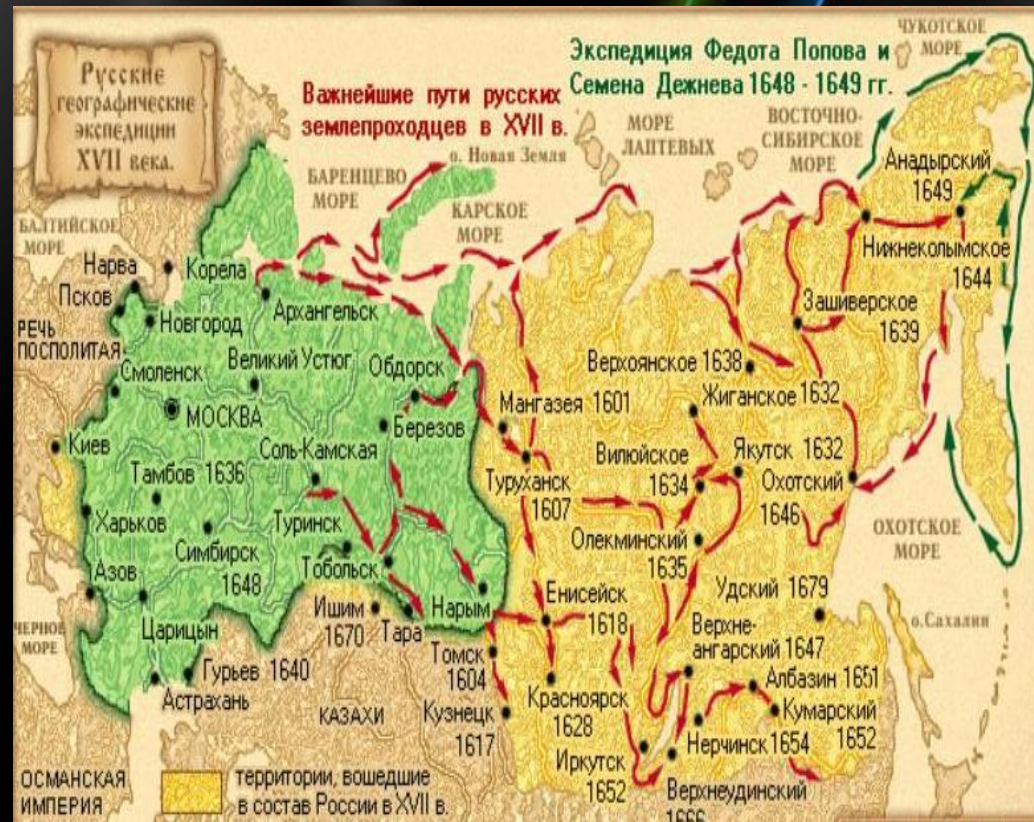 Русские
географические
экспедиции
XVII века.
Важнейшие пути русских
землепроходцев в XVII в.
Экспедиция Федота Попова и
Семена Дежнева 1648 - 1649 гг.
ЧУКОТСКОЕ
МОРЕ
о. Новая Земля
БАРЕНЦЕВО
МОРЕ
КАРСКОЕ
МОРЕ
МОРЕ
ЛАПТЕВЫХ
ВОСТОЧНО-
СИБИРСКОЕ
МОРЕ
Анадырский
1649
БАЛТИЙСКОЕ
МОРЕ
Нарва
Корела
Псков
Новгород
Архангельск
Нижнеколымское
1644
Зашиверское
1639
РЕЧЬ
ПОСПОЛИТАЯ
Смоленск
Великий Устюг
Обдорск
МОСКВА
Березов
Мангазея 1601
Верхоянское 1638
Жиганское 1632
Киев
Соль-Камская
Тамбов 1636
Туруханск
1607
Вилюйское
1634
Якутск 1632
Охотский
1646
Харьков
Туринск
Симбирск
1648
Тобольск
Олекминский
1635
ОХОТСКОЕ
МОРЕ
Азов
Царицын
Ишим
1670
Тара
Нарым
Енисейск
1618
Удский 1679
ЧЕРНОЕ
МОРЕ
Верхне-
ангарский 1647
о.Сахалин
Гурьев 1640
Астрахань
Томск
1604
Красноярск
1628
Албазин 1651
КАЗАХИ
Кузнецк
1617
Кумарский
1652
Нерчинск 1654
Иркутск
1652
Верхнеудинский
1666
ОСМАНСКАЯ
ИМПЕРИЯ
территории, вошедшие
в состав России в XVII в.